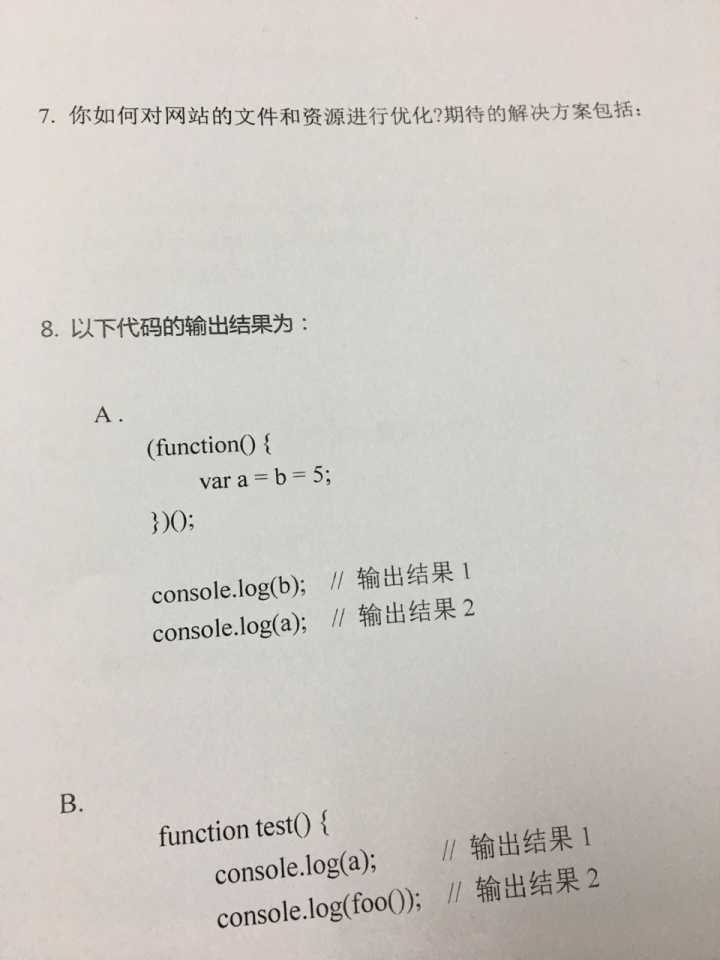 7. 你如何对网站的文件和资源进行优化?期待的解决方案包括:
8. 以下代码的输出结果为:
A.
(function() {
var a = b = 5;
})();
console.log(b); // 输出结果 1
console.log(a); // 输出结果 2
B.
function test() {
console.log(a); // 输出结果 1
console.log(foo()); // 输出结果 2